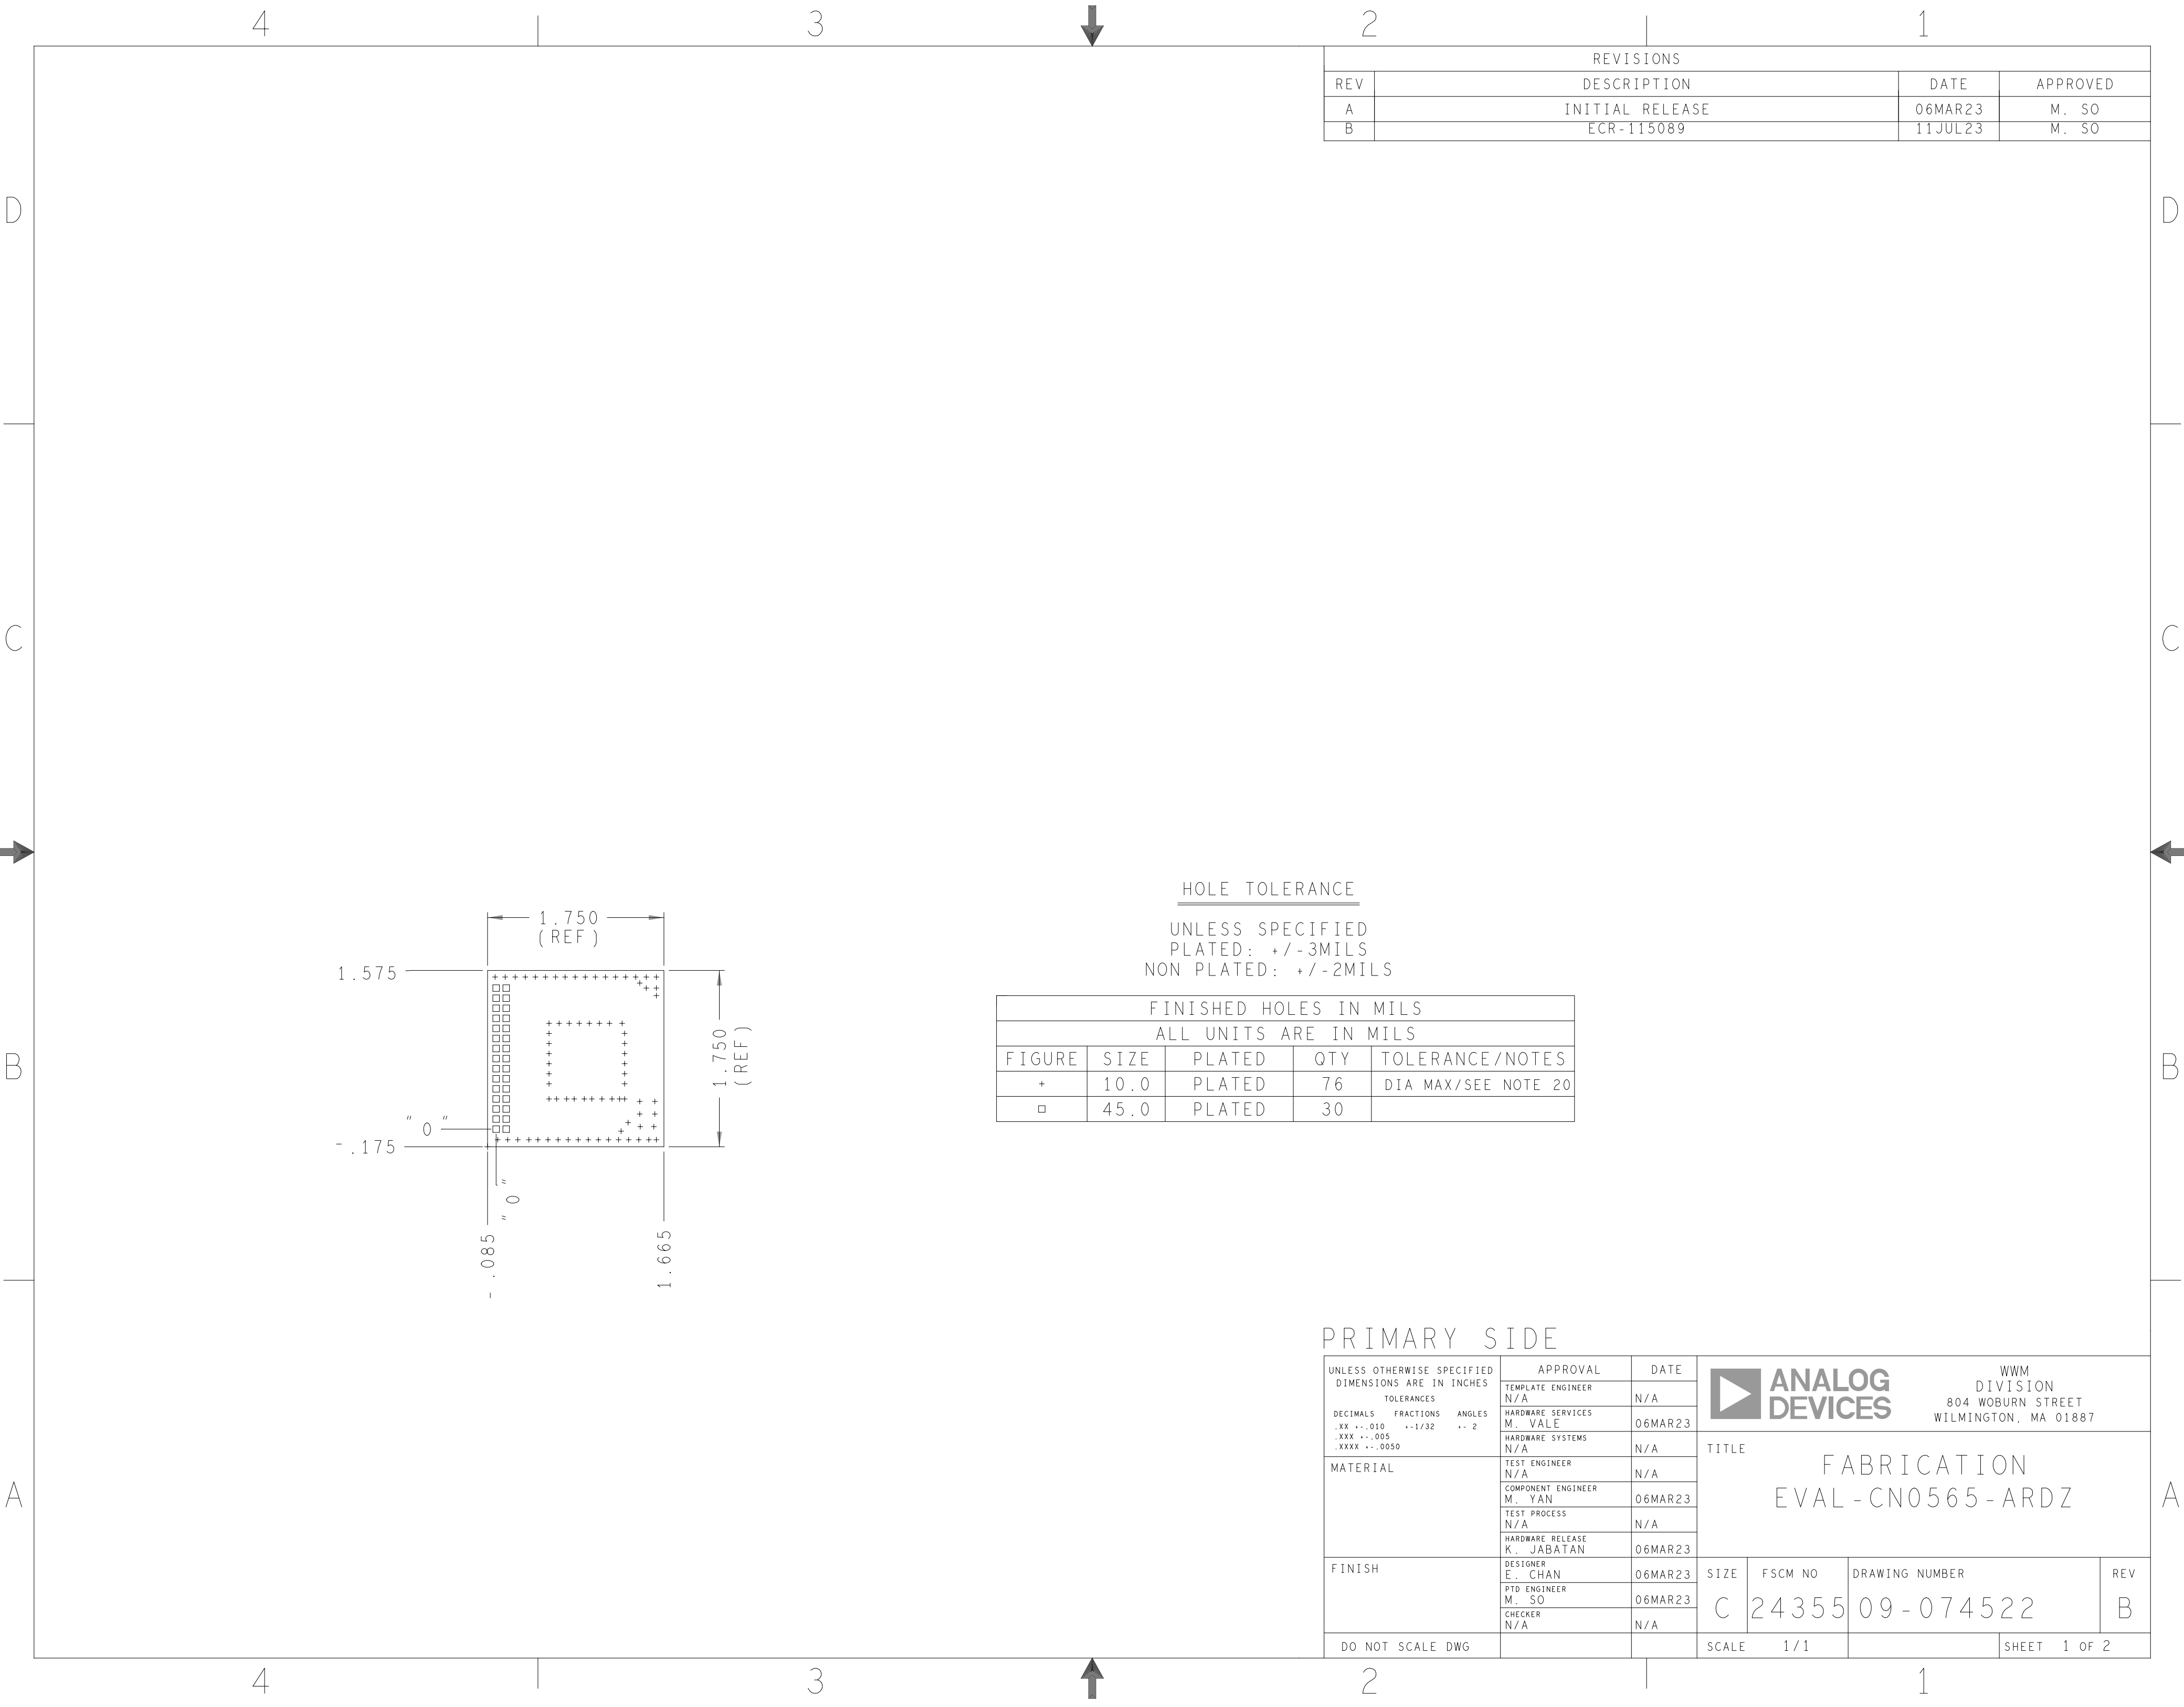 4 3 2 1
REVISIONS
REV DESCRIPTION DATE APPROVED
A INITIAL RELEASE 06MAR23 M. SO
B ECR-115089 11JUL23 M. SO
D D
C C
HOLE TOLERANCE
UNLESS SPECIFIED
PLATED: +/-3MILS
NON PLATED: +/-2MILS
1.750
(REF)
1.575
1.750
(REF)
"0"
-.175
"0"
-.085
1.665
FINISHED HOLES IN MILS
ALL UNITS ARE IN MILS
FIGURE SIZE PLATED QTY TOLERANCE/NOTES
+ 10.0 PLATED 76 DIA MAX/SEE NOTE 20
□ 45.0 PLATED 30
B B
PRIMARY SIDE
UNLESS OTHERWISE SPECIFIED
DIMENSIONS ARE IN INCHES
TOLERANCES
DECIMALS FRACTIONS ANGLES
.XX +-.010 +-1/32 +- 2
.XXX +-.005
.XXXX +-.0050
MATERIAL
FINISH
DO NOT SCALE DWG
APPROVAL DATE
TEMPLATE ENGINEER
N/A N/A
HARDWARE SERVICES
M. VALE 06MAR23
HARDWARE SYSTEMS
N/A N/A
TEST ENGINEER
N/A N/A
COMPONENT ENGINEER
M. YAN 06MAR23
TEST PROCESS
N/A N/A
HARDWARE RELEASE
K. JABATAN 06MAR23
DESIGNER
E. CHAN 06MAR23
PTD ENGINEER
M. SO 06MAR23
CHECKER
N/A N/A
ANALOG
DEVICES
WWM
DIVISION
804 WOBURN STREET
WILMINGTON, MA 01887
TITLE
FABRICATION
EVAL-CN0565-ARDZ
SIZE FSCM NO DRAWING NUMBER REV
C 24355 09-074522 B
SCALE 1/1 SHEET 1 OF 2
A A
4 3 2 1